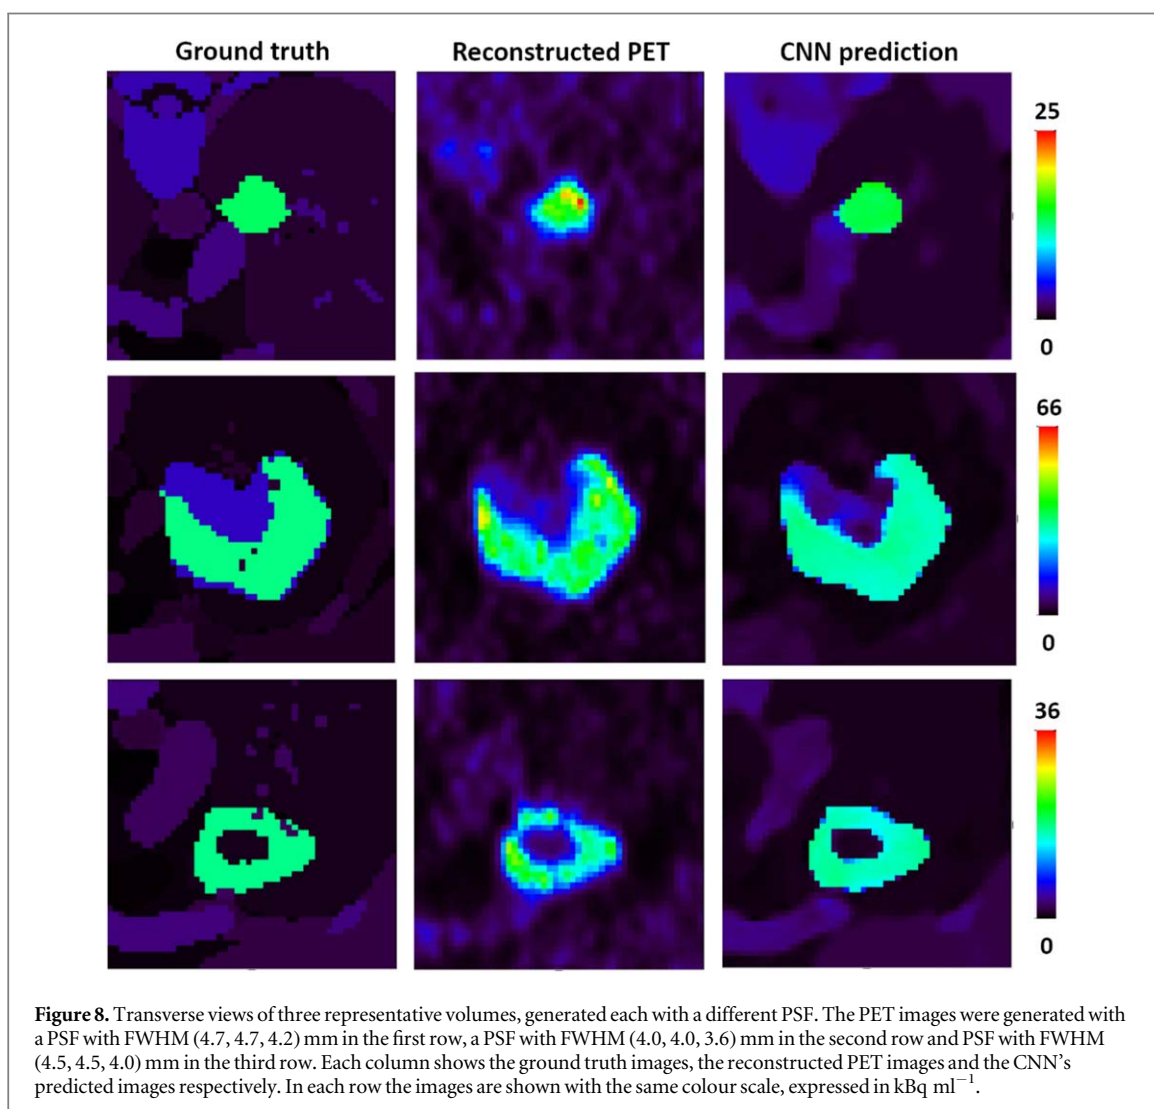 Ground truth
Reconstructed PET
CNN prediction
25
0
66
0
36
0
Figure 8. Transverse views of three representative volumes, generated each with a different PSF. The PET images were generated with
a PSF with FWHM (4.7, 4.7, 4.2) mm in the first row, a PSF with FWHM (4.0, 4.0, 3.6) mm in the second row and PSF with FWHM
(4.5, 4.5, 4.0) mm in the third row. Each column shows the ground truth images, the reconstructed PET images and the CNN's
predicted images respectively. In each row the images are shown with the same colour scale, expressed in kBq ml⁻¹.